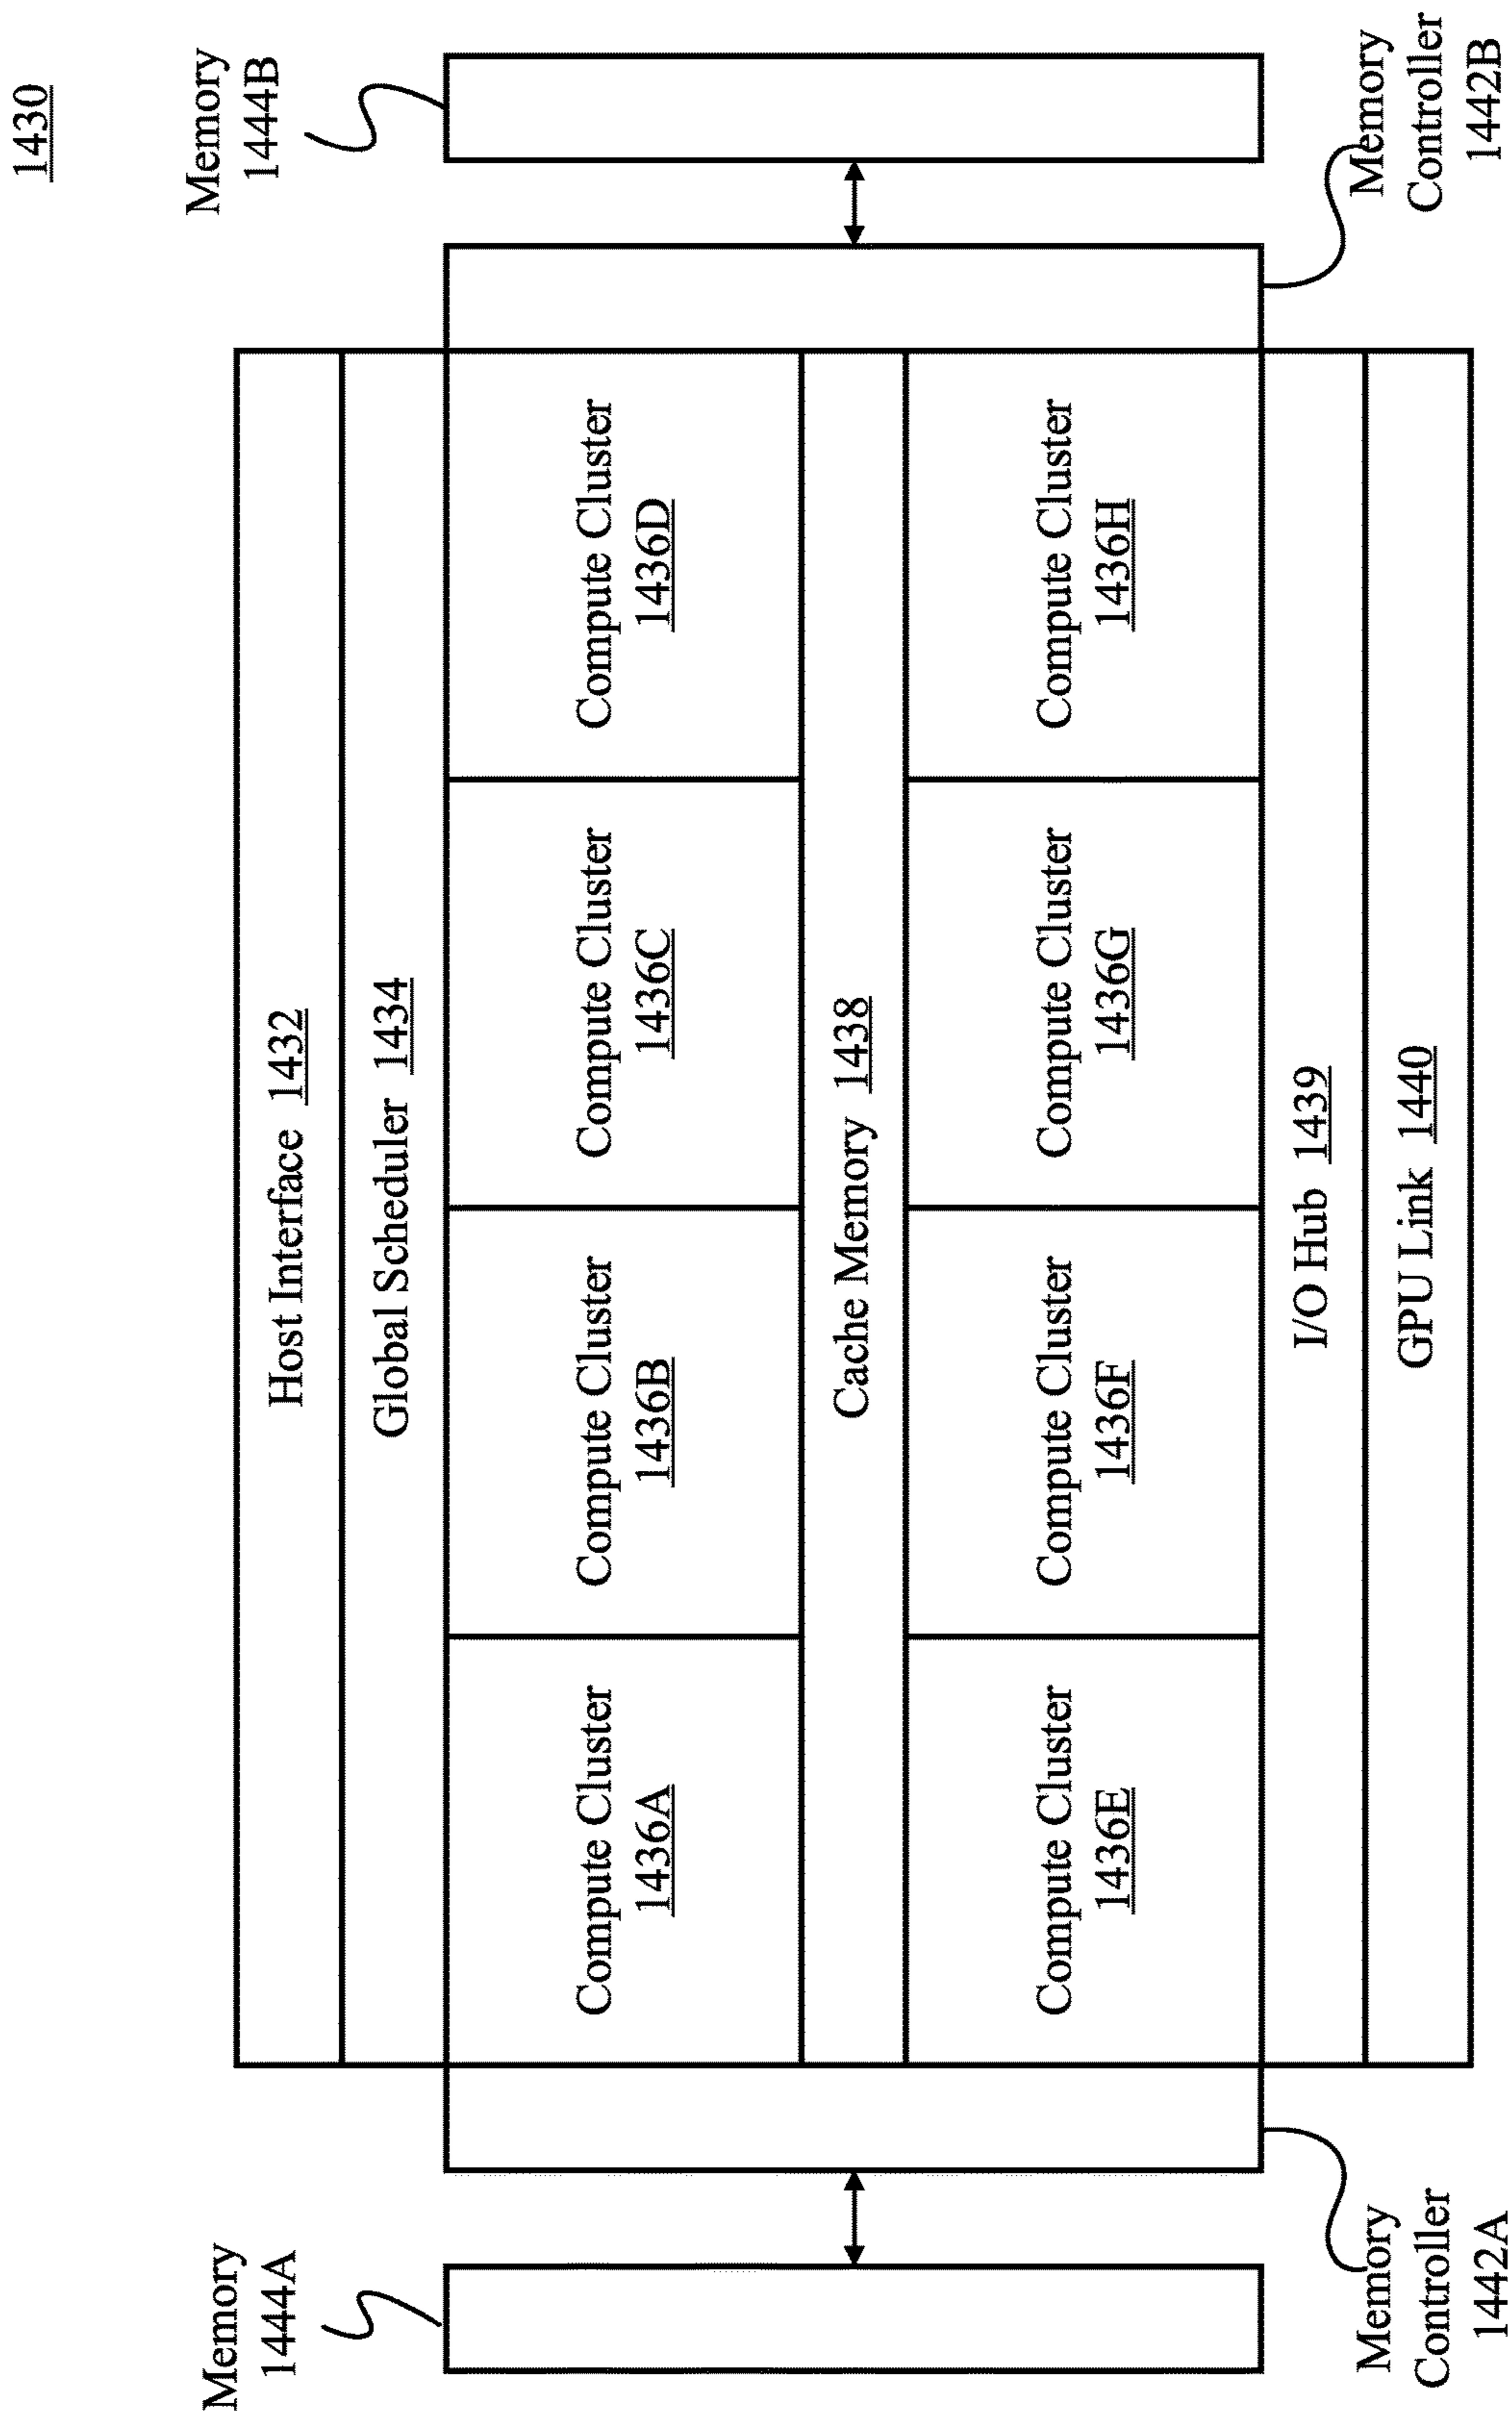 1430
Host Interface 1432
Global Scheduler 1434
Memory
1444A
Memory
1444B
Compute Cluster
1436A
Compute Cluster
1436B
Compute Cluster
1436C
Compute Cluster
1436D
Cache Memory 1438
Compute Cluster
1436E
Compute Cluster
1436F
Compute Cluster
1436G
Compute Cluster
1436H
I/O Hub 1439
GPU Link 1440
Memory
Controller
1442A
Memory
Controller
1442B